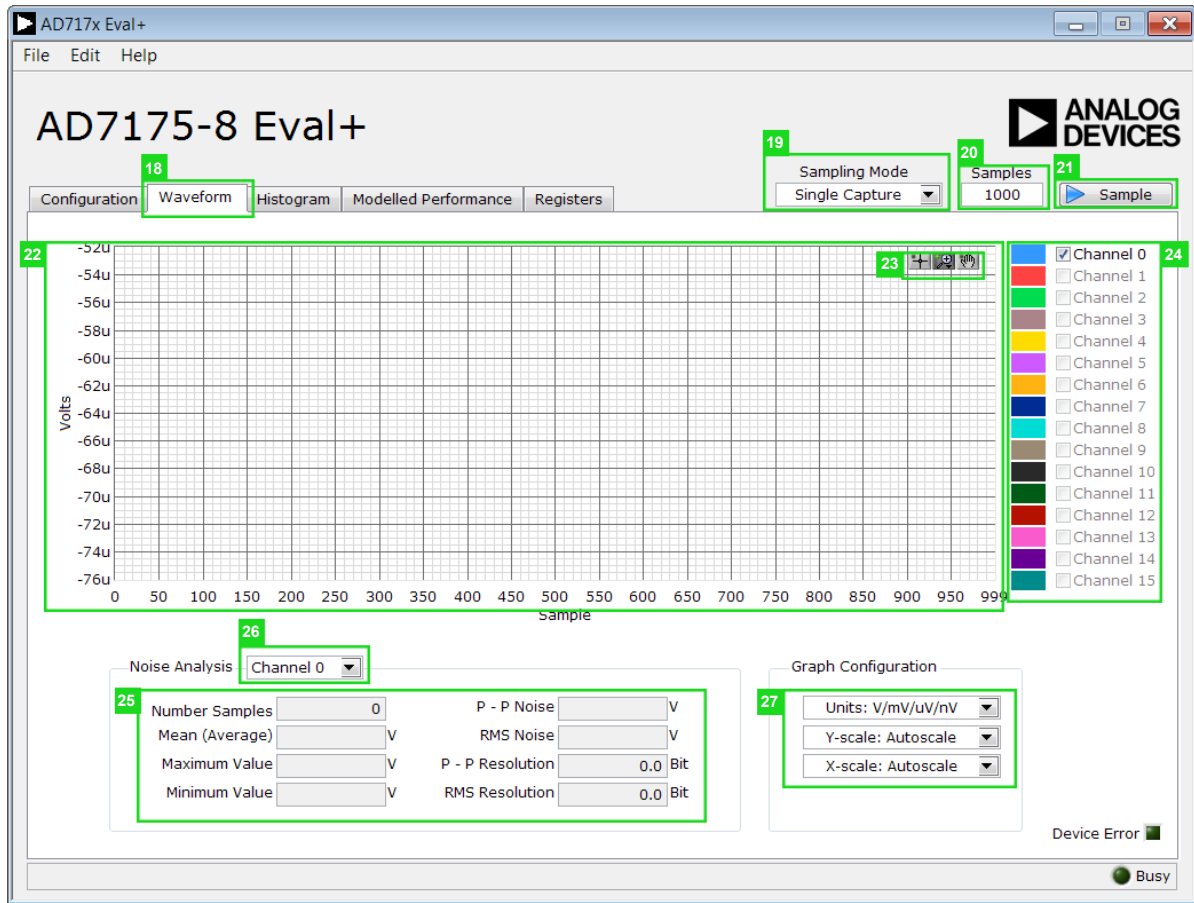 AD717x Eval+
File Edit Help
AD7175-8 Eval+
ANALOG
DEVICES
19
20
21
18
Sampling Mode
Samples
Single Capture
1000
Sample
Configuration
Waveform
Histogram
Modelled Performance
Registers
22
23
24
-52u
-54u
-56u
-58u
-60u
-62u
-64u
-66u
-68u
-70u
-72u
-74u
-76u
Volts
0 50 100 150 200 250 300 350 400 450 500 550 600 650 700 750 800 850 900 950 999
Sample
Channel 0
Channel 1
Channel 2
Channel 3
Channel 4
Channel 5
Channel 6
Channel 7
Channel 8
Channel 9
Channel 10
Channel 11
Channel 12
Channel 13
Channel 14
Channel 15
26
Noise Analysis
Channel 0
25
Number Samples 0
Mean (Average) V
Maximum Value V
Minimum Value V
P - P Noise V
RMS Noise V
P - P Resolution 0.0 Bit
RMS Resolution 0.0 Bit
Graph Configuration
27
Units: V/mV/uV/nV
Y-scale: Autoscale
X-scale: Autoscale
Device Error
Busy